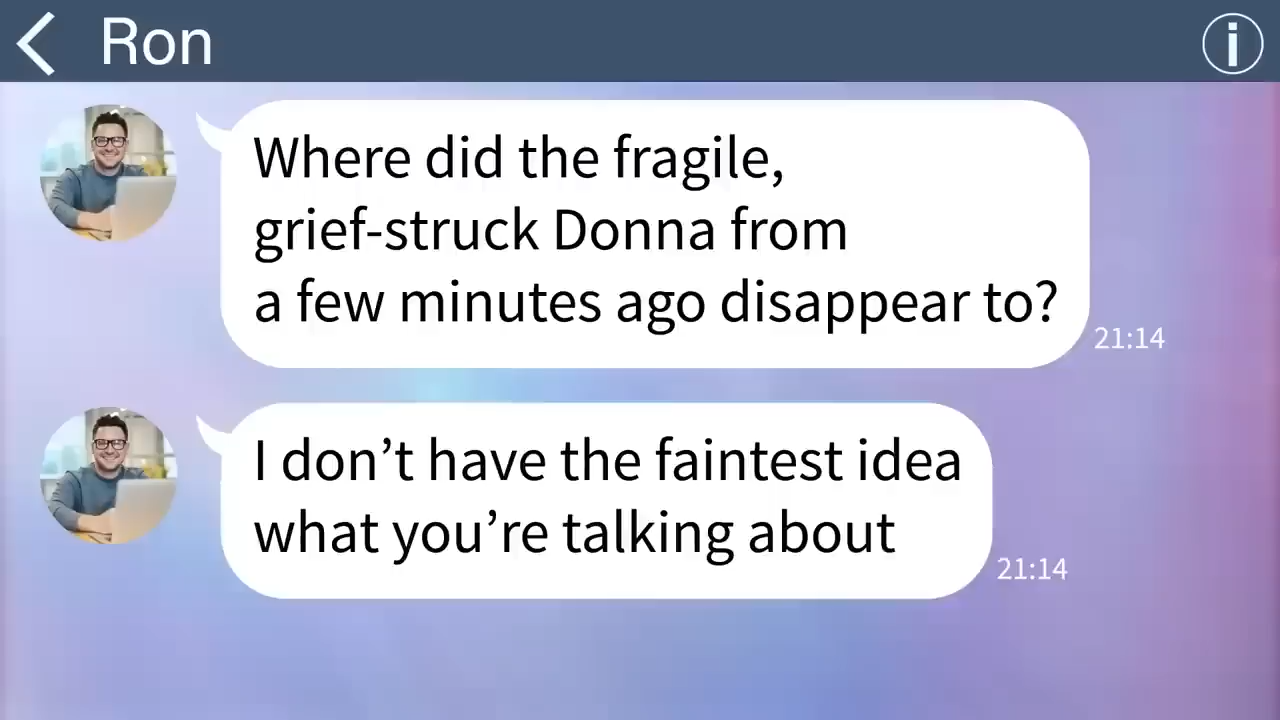 Ron
Where did the fragile,
grief-struck Donna from
a few minutes ago disappear to?
21:14
I don’t have the faintest idea
what you’re talking about
21:14